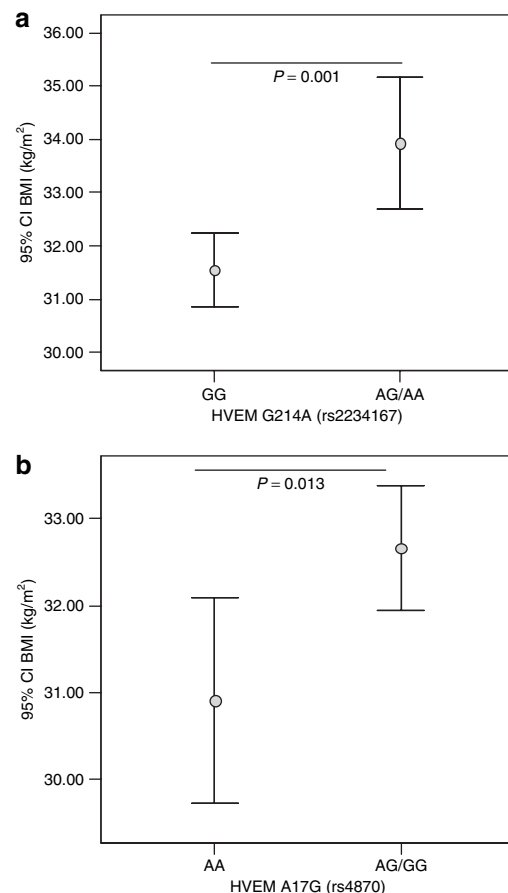 a
36.00
35.00
34.00
33.00
32.00
31.00
30.00
95% CI BMI (kg/m²)
P = 0.001
GG AG/AA
HVEM G214A (rs2234167)
b
33.00
32.00
31.00
30.00
95% CI BMI (kg/m²)
P = 0.013
AA AG/GG
HVEM A17G (rs4870)